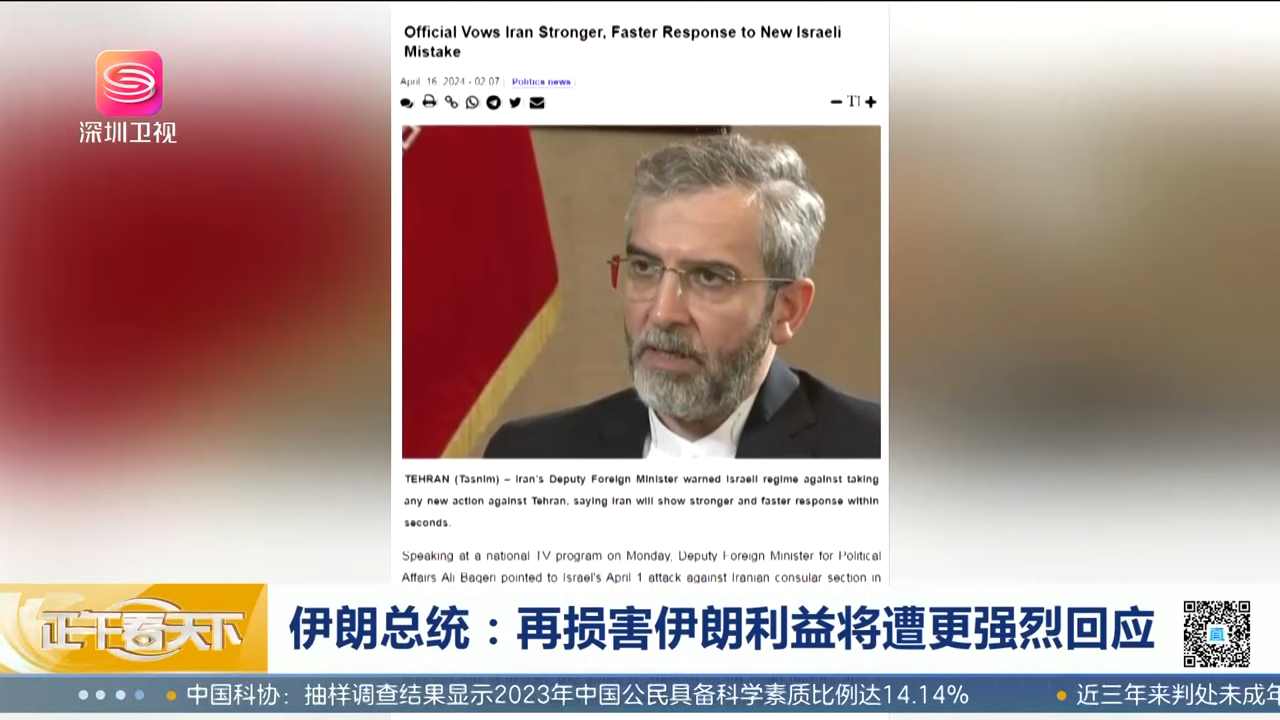 Official Vows Iran Stronger, Faster Response to New Israeli
Mistake
April 16, 2024 - 02:07
Politics news
深圳卫视
TEHRAN (Tasnim) – Iran's Deputy Foreign Minister warned Israeli regime against taking
any new action against Tehran, saying Iran will show stronger and faster response within
seconds.
Speaking at a national TV program on Monday, Deputy Foreign Minister for Political
Affairs Ali Bageri pointed to Israel's April 1 attack against Iranian consular section in
正午看天下
伊朗总统：再损害伊朗利益将遭更强烈回应
中国科协：抽样调查结果显示2023年中国公民具备科学素质比例达14.14%
近三年来判处未成年